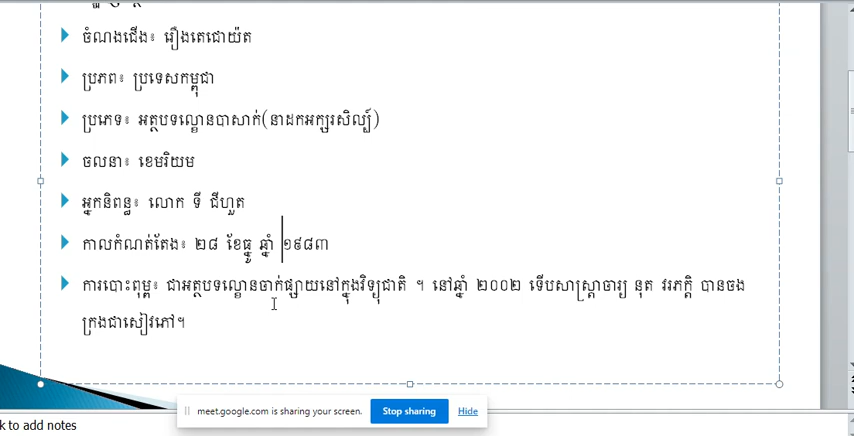 ចំណងជើង៖ រឿងតេជោយ៉ត
ប្រភព៖ ប្រទេសកម្ពុជា
ប្រភេទ៖ អត្ថបទល្ខោនបាសាក់(នាដកអក្សរសិល្ប៍)
ចលនា៖ ខេមរិយម
អ្នកនិពន្ធ៖ លោក ទី ជីហួត
កាលកំណត់តែង៖ ២៨ ខែធ្នូ ឆ្នាំ ១៩៨៣
ការបោះពុម្ព៖ ជាអត្ថបទល្ខោនចាក់ផ្សាយនៅក្នុងវិទ្យុជាតិ ។ នៅឆ្នាំ ២០០២ ទើបសាស្ត្រាចារ្យ នុត វរភក្តិ បានចង
ក្រងជាសៀវភៅ។
meet.google.com is sharing your screen. Stop sharing Hide
k to add notes